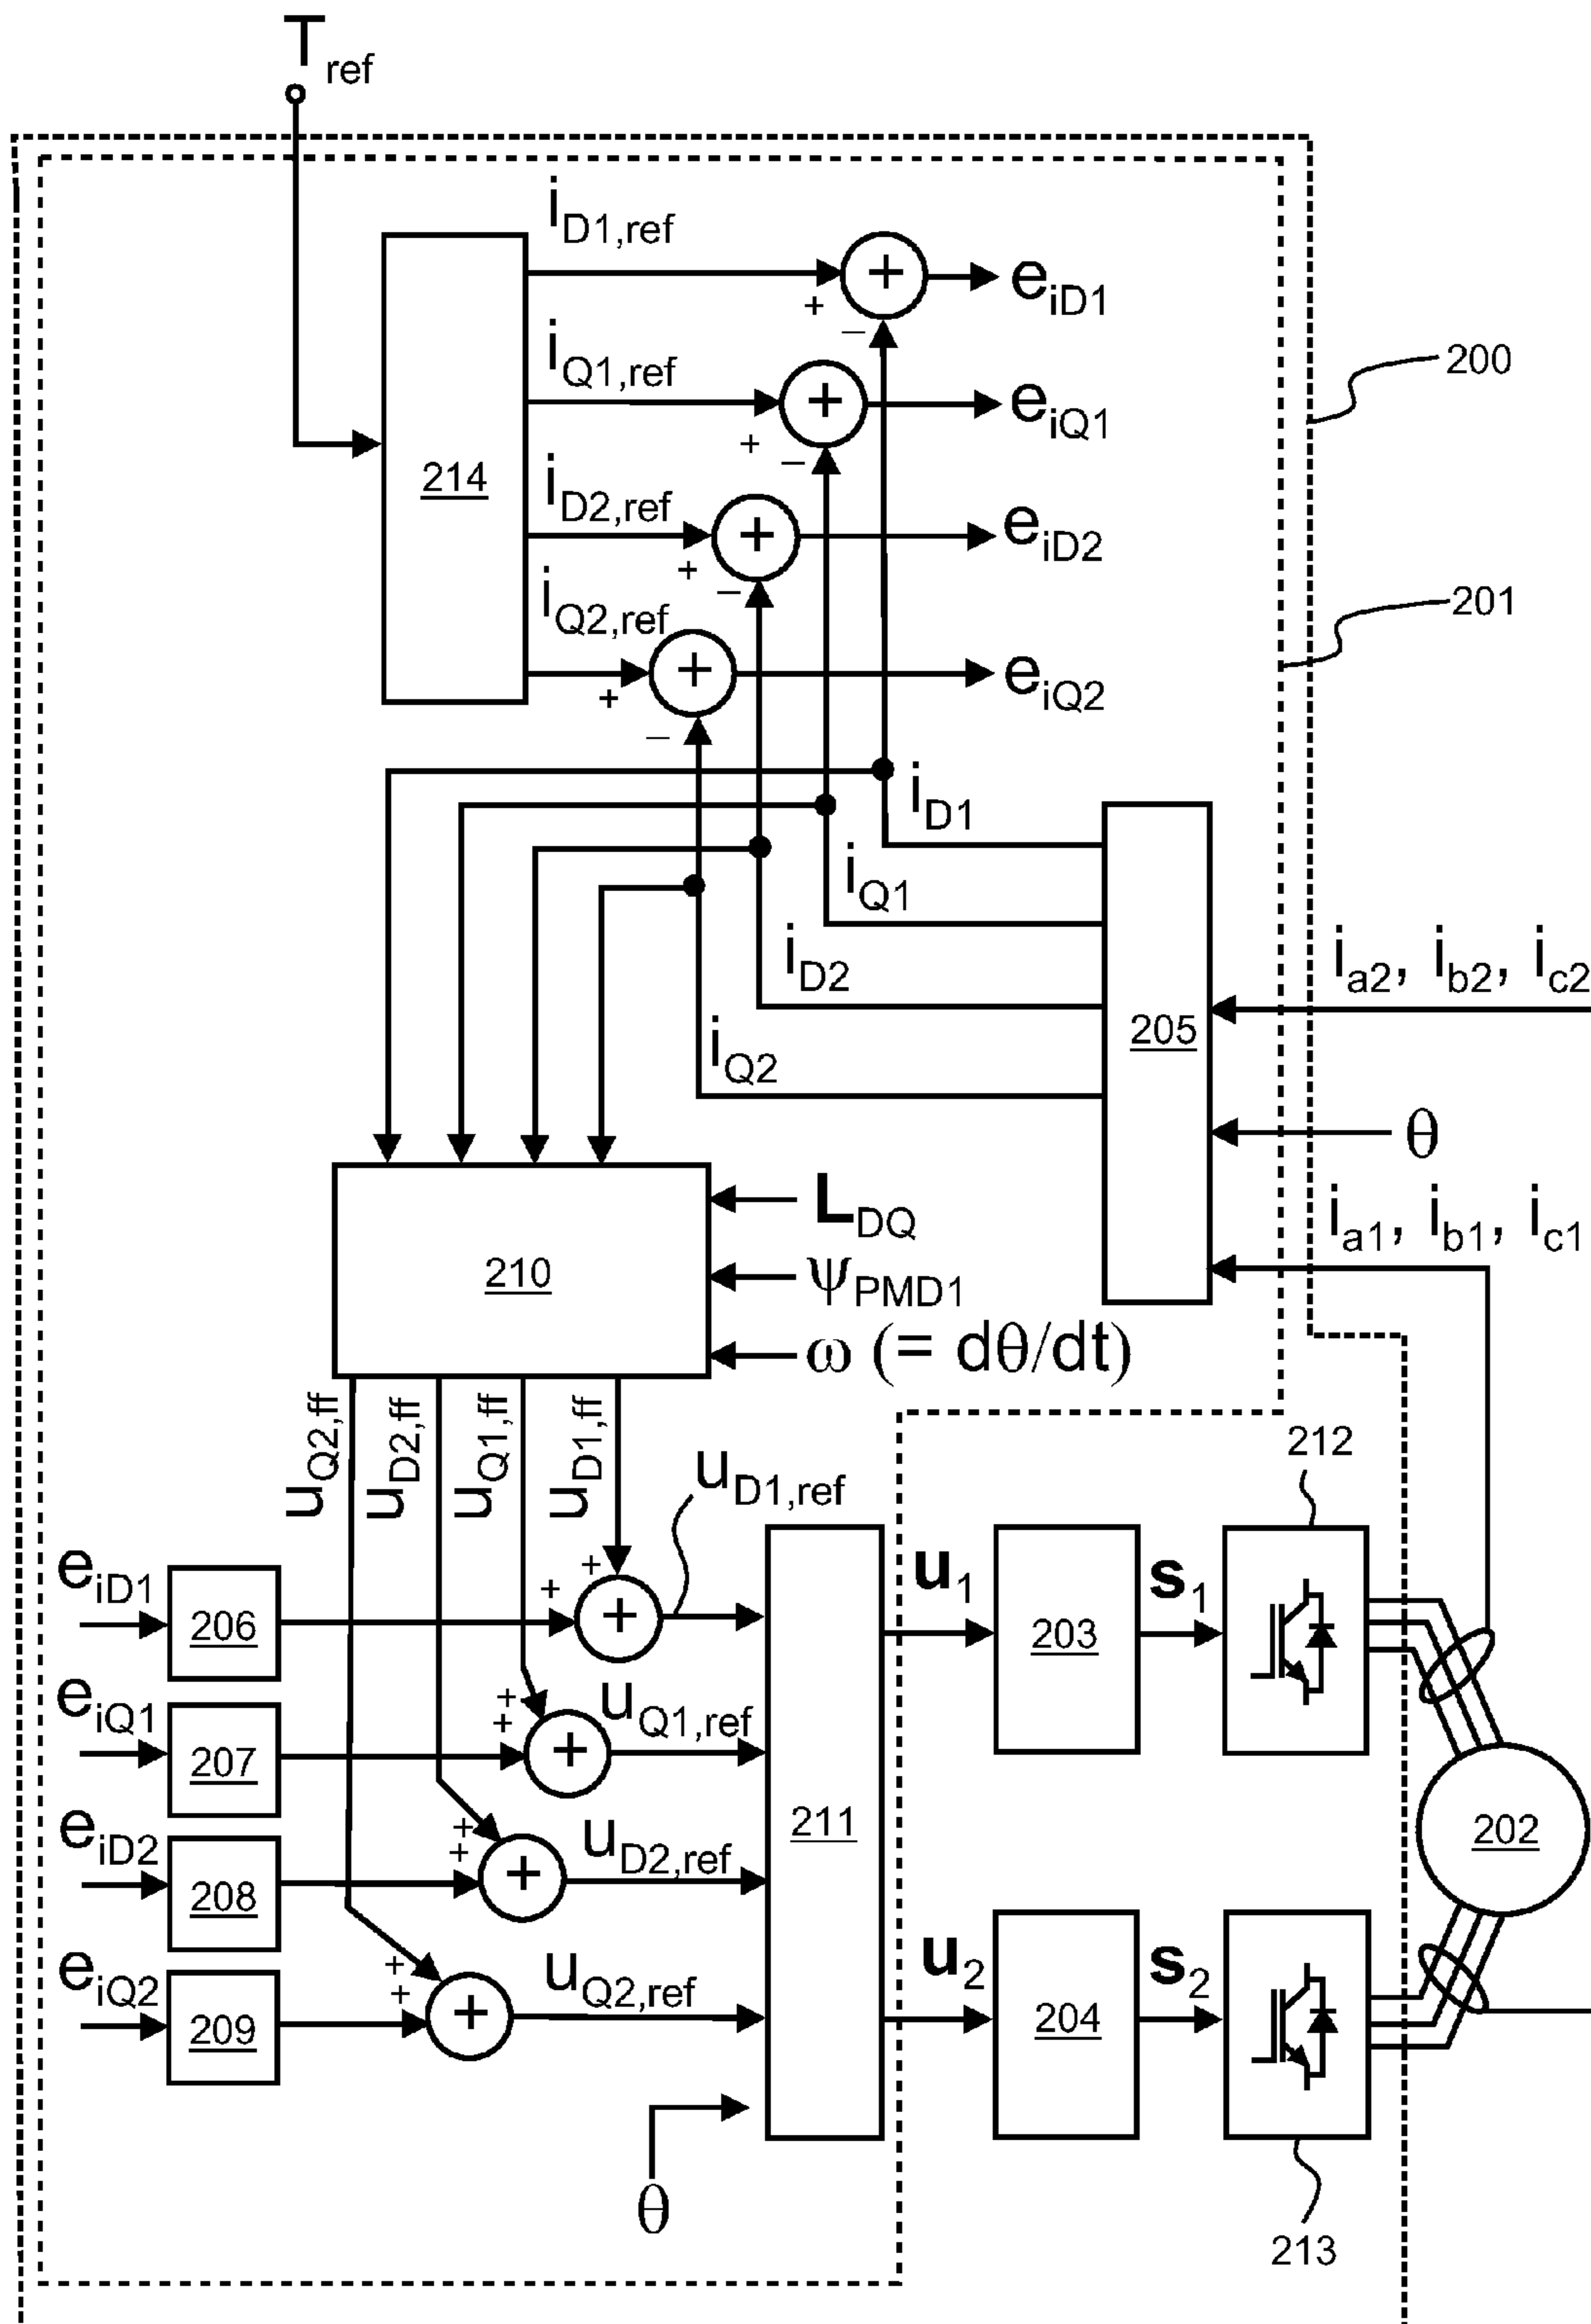 T_ref
i_D1,ref
+
+
−
e_iD1
200
i_Q1,ref
+
+
−
e_iQ1
214
i_D2,ref
+
+
−
e_iD2
201
i_Q2,ref
+
+
−
e_iQ2
i_D1
i_Q1
i_D2
i_a2, i_b2, i_c2
205
i_Q2
θ
L_DQ
i_a1, i_b1, i_c1
210
ψ_PMD1
ω (= dθ/dt)
u_Q2,ff
u_D2,ff
u_Q1,ff
u_D1,ff
212
u_D1,ref
e_iD1
206
+
+
+
u_1
203
s_1
e_iQ1
207
+
+
+
u_Q1,ref
e_iD2
208
+
+
+
u_D2,ref
211
202
e_iQ2
209
+
+
+
u_Q2,ref
u_2
204
s_2
θ
213